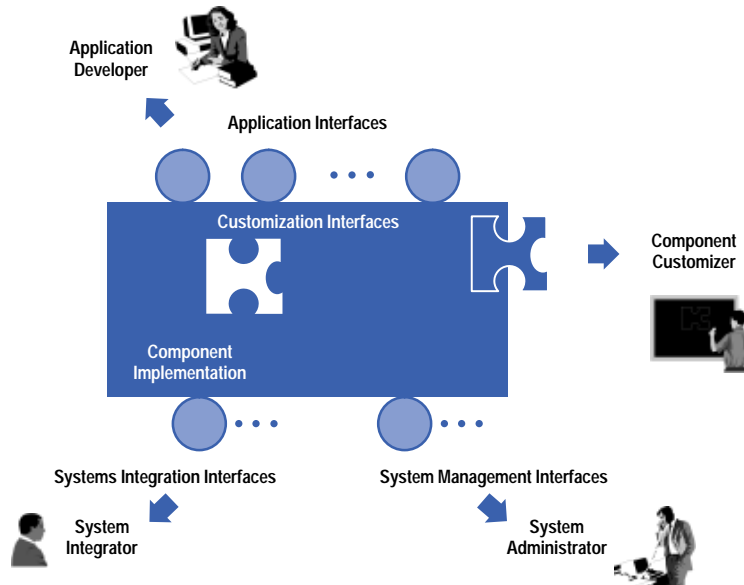 Application
Developer
Application Interfaces
Customization Interfaces
Component
Customizer
Component
Implementation
Systems Integration Interfaces
System Management Interfaces
System
Integrator
System
Administrator